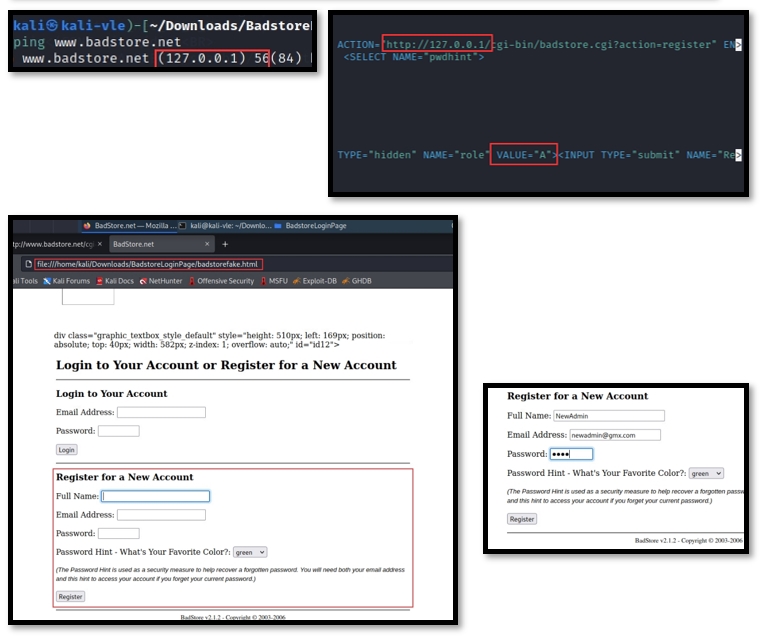 kali㉿kali-vle)-[~/Downloads/Badstorel
ping www.badstore.net
www.badstore.net (127.0.0.1) 56(84)
ACTION="http://127.0.0.1/cgi-bin/badstore.cgi?action=register" EN>
<SELECT NAME="pwdhint">
TYPE="hidden" NAME="role" VALUE="A"><INPUT TYPE="submit" NAME="Re>
BadStore.net — Mozilla ... kali@kali-vle: ~/Downlo... BadstoreLoginPage
tp://www.badstore.net/cg × BadStore.net × +
file:///home/kali/Downloads/BadstoreLoginPage/badstorefake.html
ali Tools Kali Forums Kali Docs NetHunter Offensive Security MSFU Exploit-DB GHDB
div class="graphic_textbox_style_default" style="height: 510px; left: 169px; position:
absolute; top: 40px; width: 582px; z-index: 1; overflow: auto;" id="id12">
Login to Your Account or Register for a New Account
Login to Your Account
Email Address:
Password:
Login
Register for a New Account
Full Name:
Email Address:
Password:
Password Hint - What's Your Favorite Color?: green
(The Password Hint is used as a security measure to help recover a forgotten password. You will need both your email address
and this hint to access your account if you forget your current password.)
Register
BadStore v2.1.2 - Copyright © 2003-2006
Register for a New Account
Full Name: NewAdmin
Email Address: newadmin@gmx.com
Password: ••••
Password Hint - What's Your Favorite Color?: green
(The Password Hint is used as a security measure to help recover a forgotten passw
and this hint to access your account if you forget your current password.)
Register
BadStore v2.1.2 - Copyright © 2003-2006